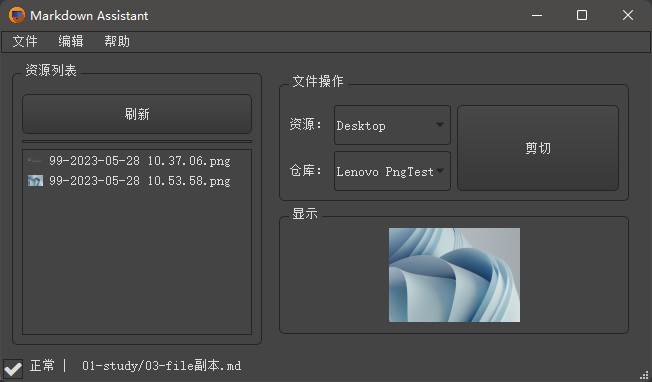 Markdown Assistant
文件 编辑 帮助
资源列表
刷新
99-2023-05-28 10.37.06.png
99-2023-05-28 10.53.58.png
文件操作
资源： Desktop
仓库： Lenovo PngTest
剪切
显示
正常 | 01-study/03-file副本.md